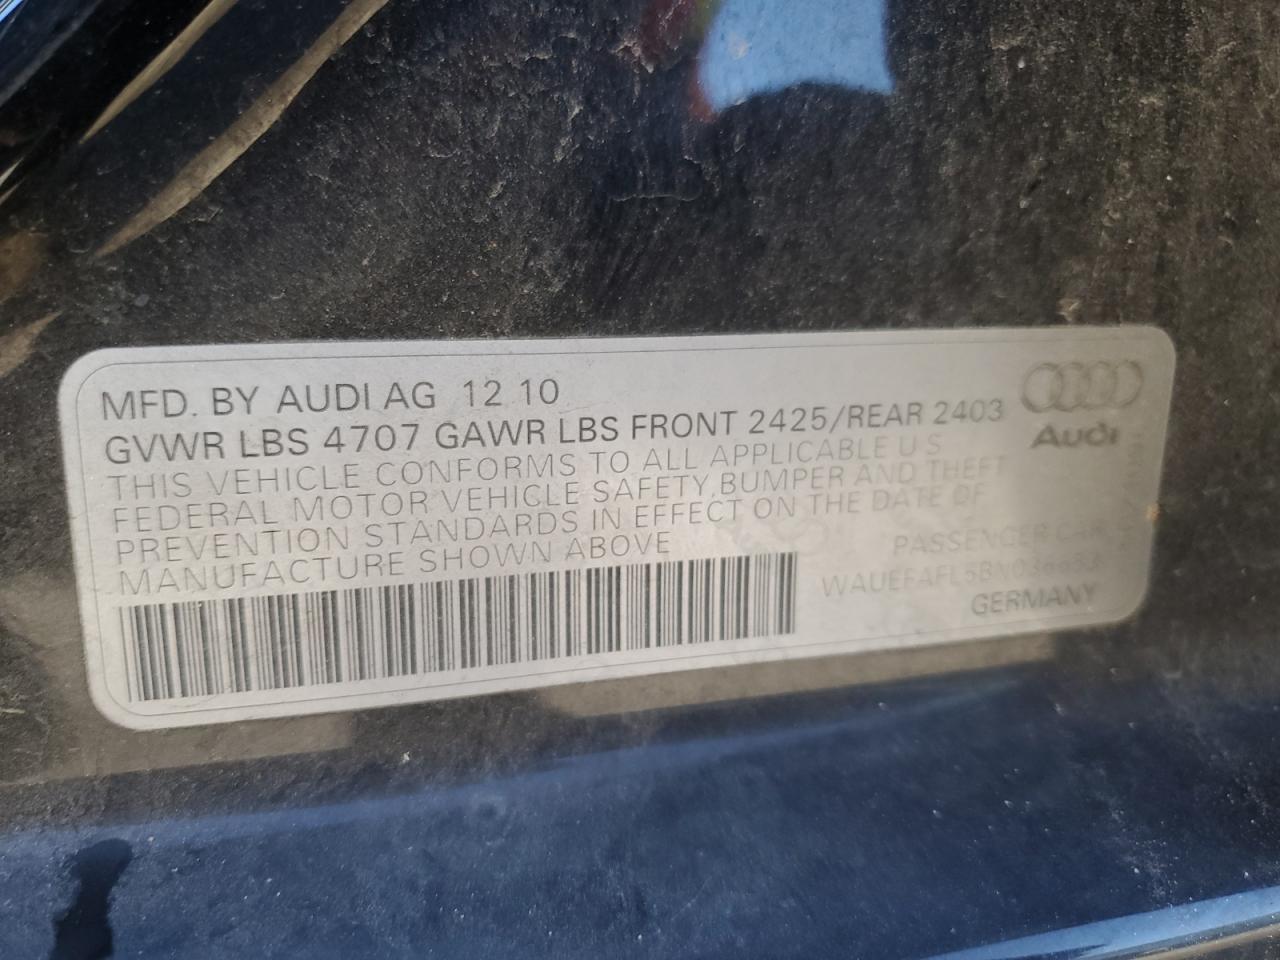 MFD. BY AUDI AG 12 10
GVWR LBS 4707 GAWR LBS FRONT 2425/REAR 2403
THIS VEHICLE CONFORMS TO ALL APPLICABLE U S
FEDERAL MOTOR VEHICLE SAFETY, BUMPER AND THEFT
PREVENTION STANDARDS IN EFFECT ON THE DATE OF
MANUFACTURE SHOWN ABOVE
Audi
PASSENGER CAR
GERMANY